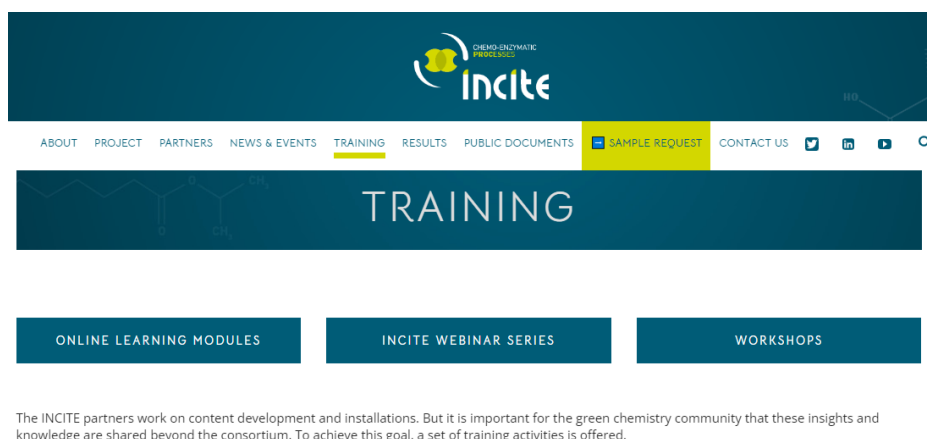 CHEMO-ENZYMATIC
PROCESSES
incite
HO
ABOUT PROJECT PARTNERS NEWS & EVENTS TRAINING RESULTS PUBLIC DOCUMENTS SAMPLE REQUEST CONTACT US in
O CH3
TRAINING
O CH3
ONLINE LEARNING MODULES INCITE WEBINAR SERIES WORKSHOPS
The INCITE partners work on content development and installations. But it is important for the green chemistry community that these insights and
knowledge are shared beyond the consortium. To achieve this goal, a set of training activities is offered.